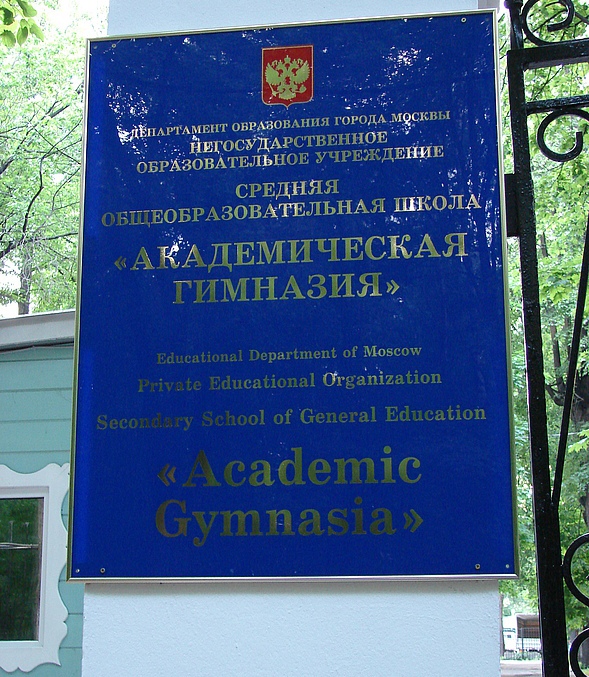 ДЕПАРТАМЕНТ ОБРАЗОВАНИЯ ГОРОДА МОСКВЫ
НЕГОСУДАРСТВЕННОЕ
ОБРАЗОВАТЕЛЬНОЕ УЧРЕЖДЕНИЕ
СРЕДНЯЯ
ОБЩЕОБРАЗОВАТЕЛЬНАЯ ШКОЛА
«АКАДЕМИЧЕСКАЯ
ГИМНАЗИЯ»
Educational Department of Moscow
Private Educational Organization
Secondary School of General Education
«Academic
Gymnasia»